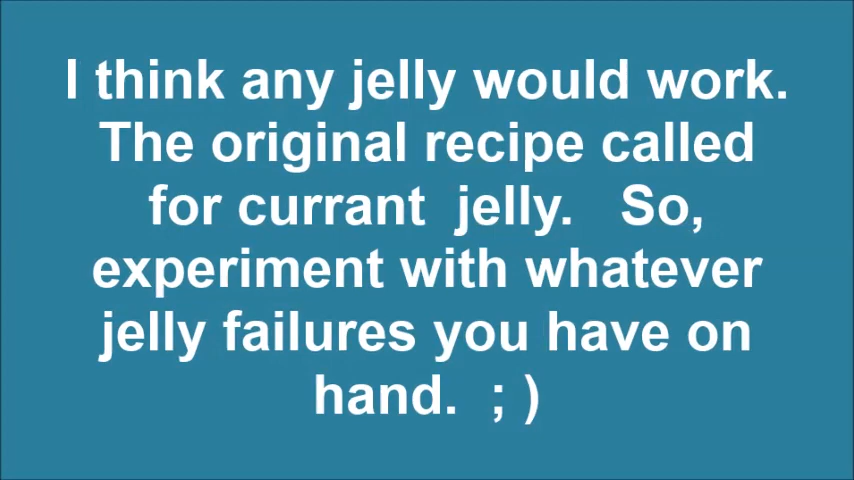 I think any jelly would work.
The original recipe called
for currant  jelly.   So,
experiment with whatever
jelly failures you have on
hand.  ; )